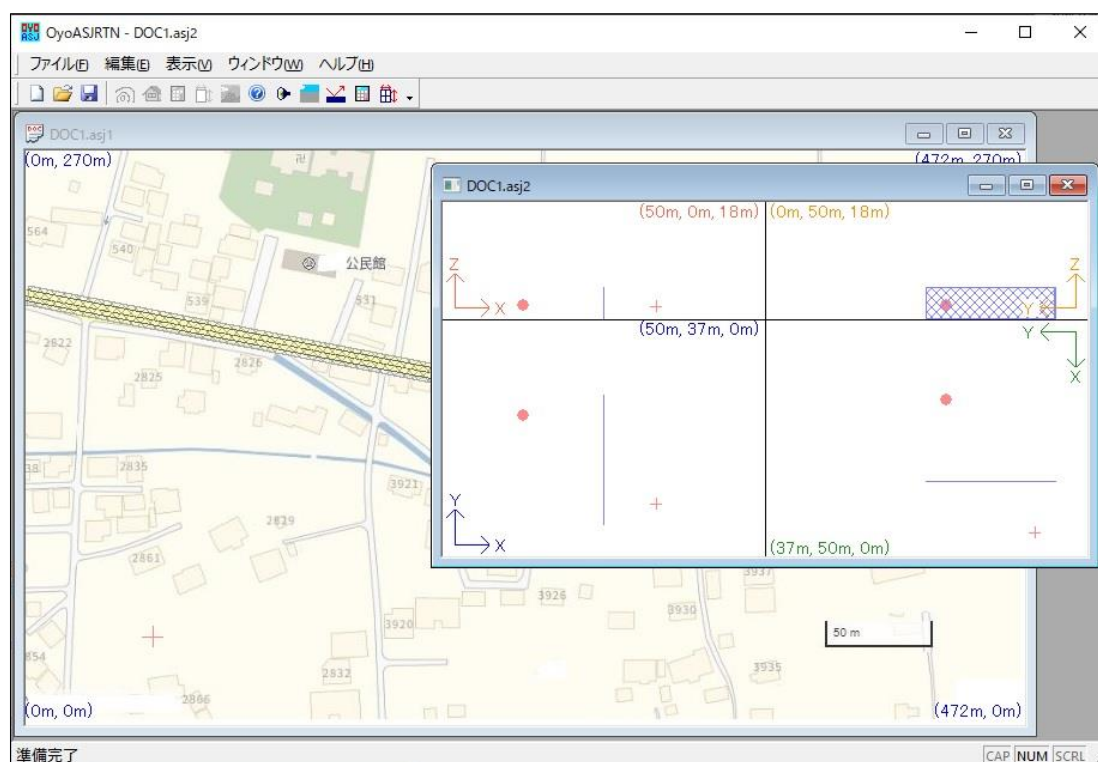 OyoASJRTN - DOC1.asj2
ファイル(F) 編集(E) 表示(V) ウィンドウ(W) ヘルプ(H)
DOC1.asj1
(0m, 270m)
(472m, 270m)
DOC1.asj2
(50m, 0m, 18m) (0m, 50m, 18m)
564
540
公民館
Z
Z
539
531
X
Y
(50m, 37m, 0m)
Y
2822
2826
2825
X
38
2835
3921
2829
Y
X
(37m, 50m, 0m)
2861
3937
3926
3930
3920
50 m
854
2832
3935
2866
(0m, 0m)
(472m, 0m)
準備完了
CAP NUM SCRL